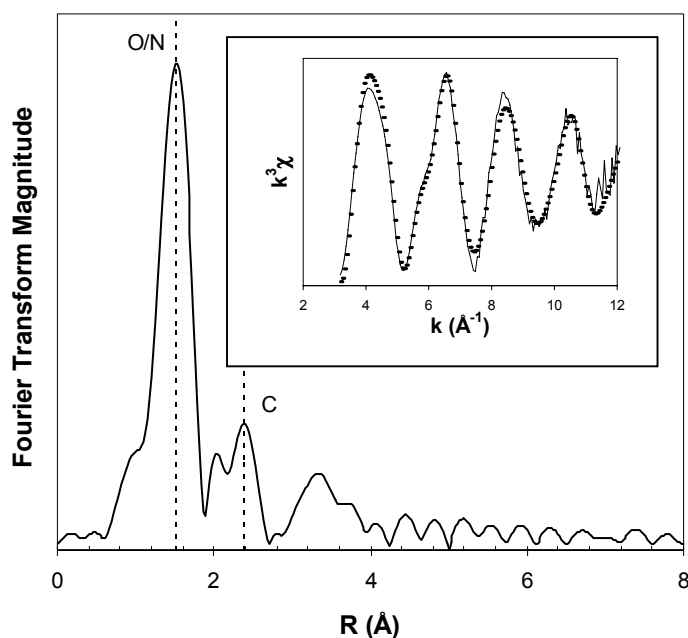 O/N
C
k³χ
2 4 6 8 10 12
k (Å⁻¹)
Fourier Transform Magnitude
0 2 4 6 8
R (Å)